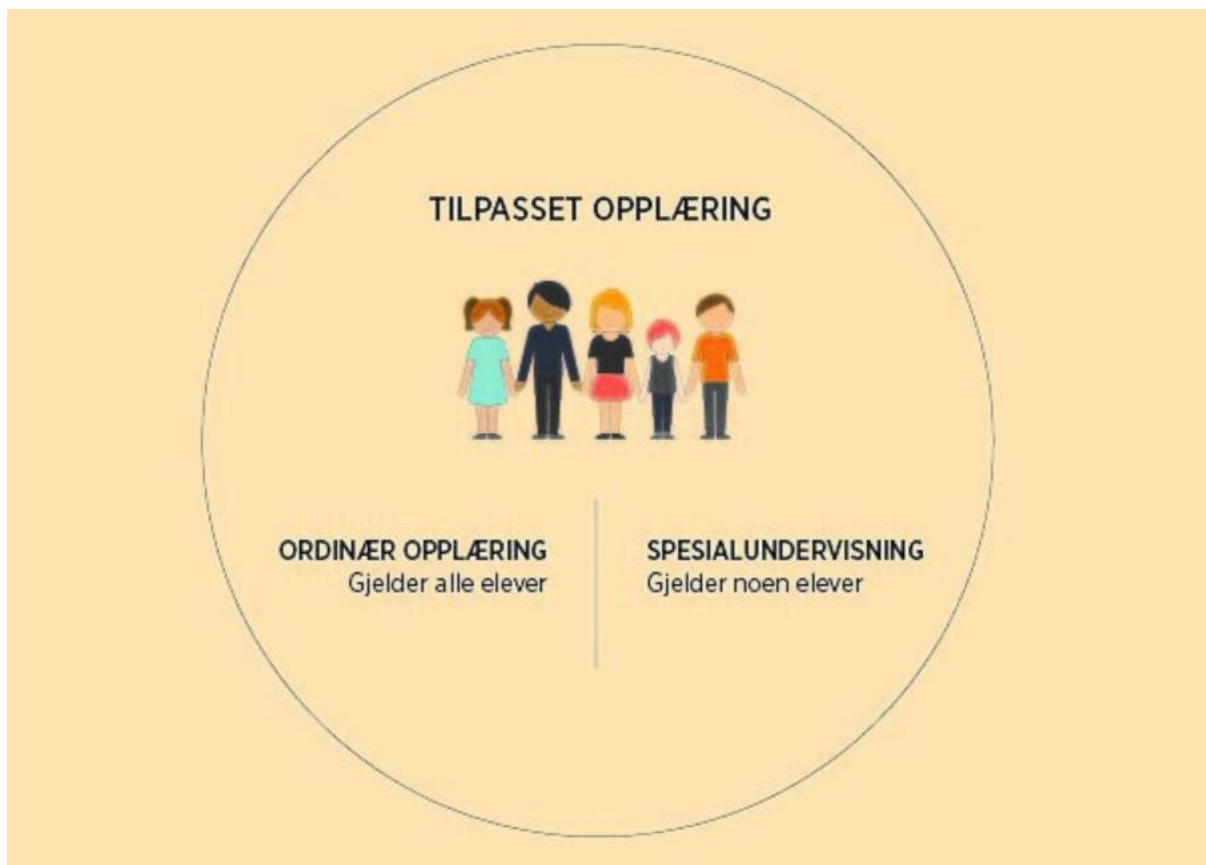 TILPASSET OPPLÆRING
ORDINÆR OPPLÆRING
Gjelder alle elever
SPESIALUNDERVISNING
Gjelder noen elever